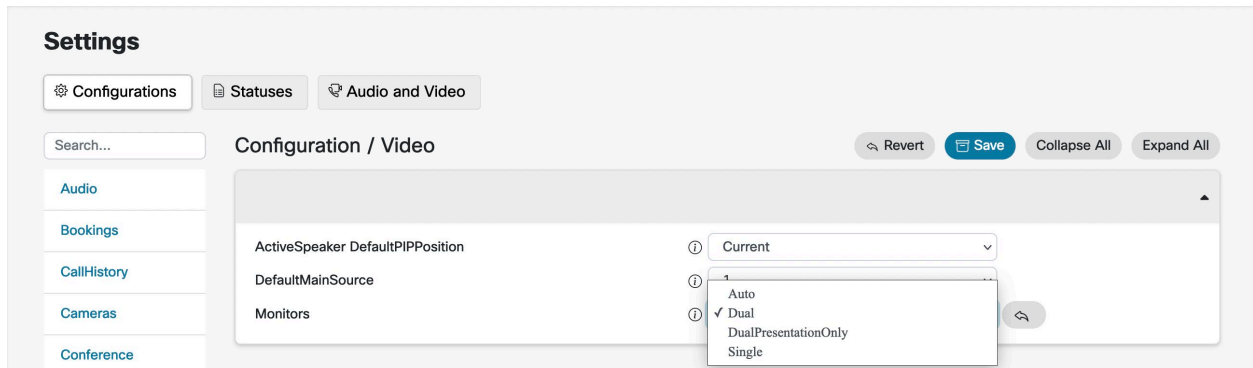 Settings
Configurations
Statuses
Audio and Video
Search...
Configuration / Video
Revert
Save
Collapse All
Expand All
Audio
Bookings
CallHistory
Cameras
Conference
ActiveSpeaker DefaultPIPPosition
Current
DefaultMainSource
Monitors
Auto
✓ Dual
DualPresentationOnly
Single